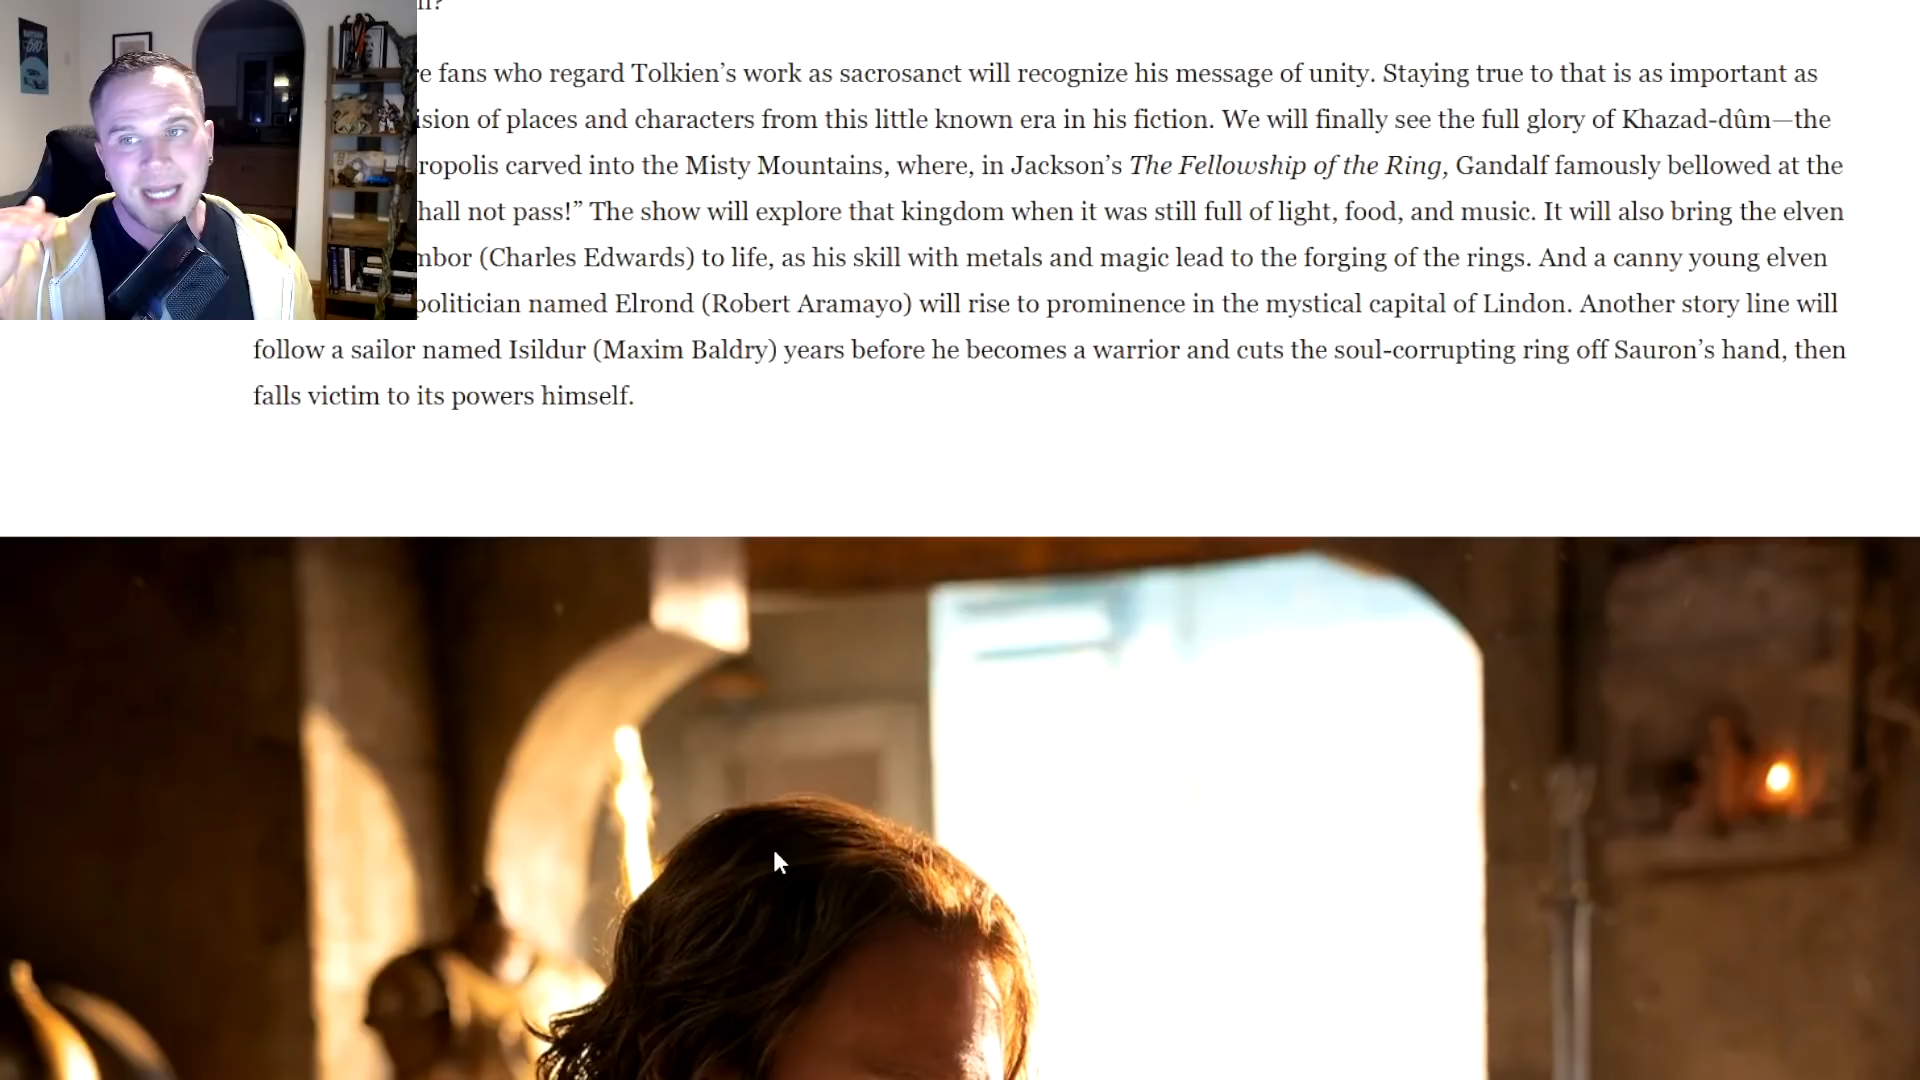 fans who regard Tolkien’s work as sacrosanct will recognize his message of unity. Staying true to that is as important as
of places and characters from this little known era in his fiction. We will finally see the full glory of Khazad-dûm—the
carved into the Misty Mountains, where, in Jackson’s The Fellowship of the Ring, Gandalf famously bellowed at the
not pass!” The show will explore that kingdom when it was still full of light, food, and music. It will also bring the elven
(Charles Edwards) to life, as his skill with metals and magic lead to the forging of the rings. And a canny young elven
politician named Elrond (Robert Aramayo) will rise to prominence in the mystical capital of Lindon. Another story line will
follow a sailor named Isildur (Maxim Baldry) years before he becomes a warrior and cuts the soul-corrupting ring off Sauron’s hand, then
falls victim to its powers himself.